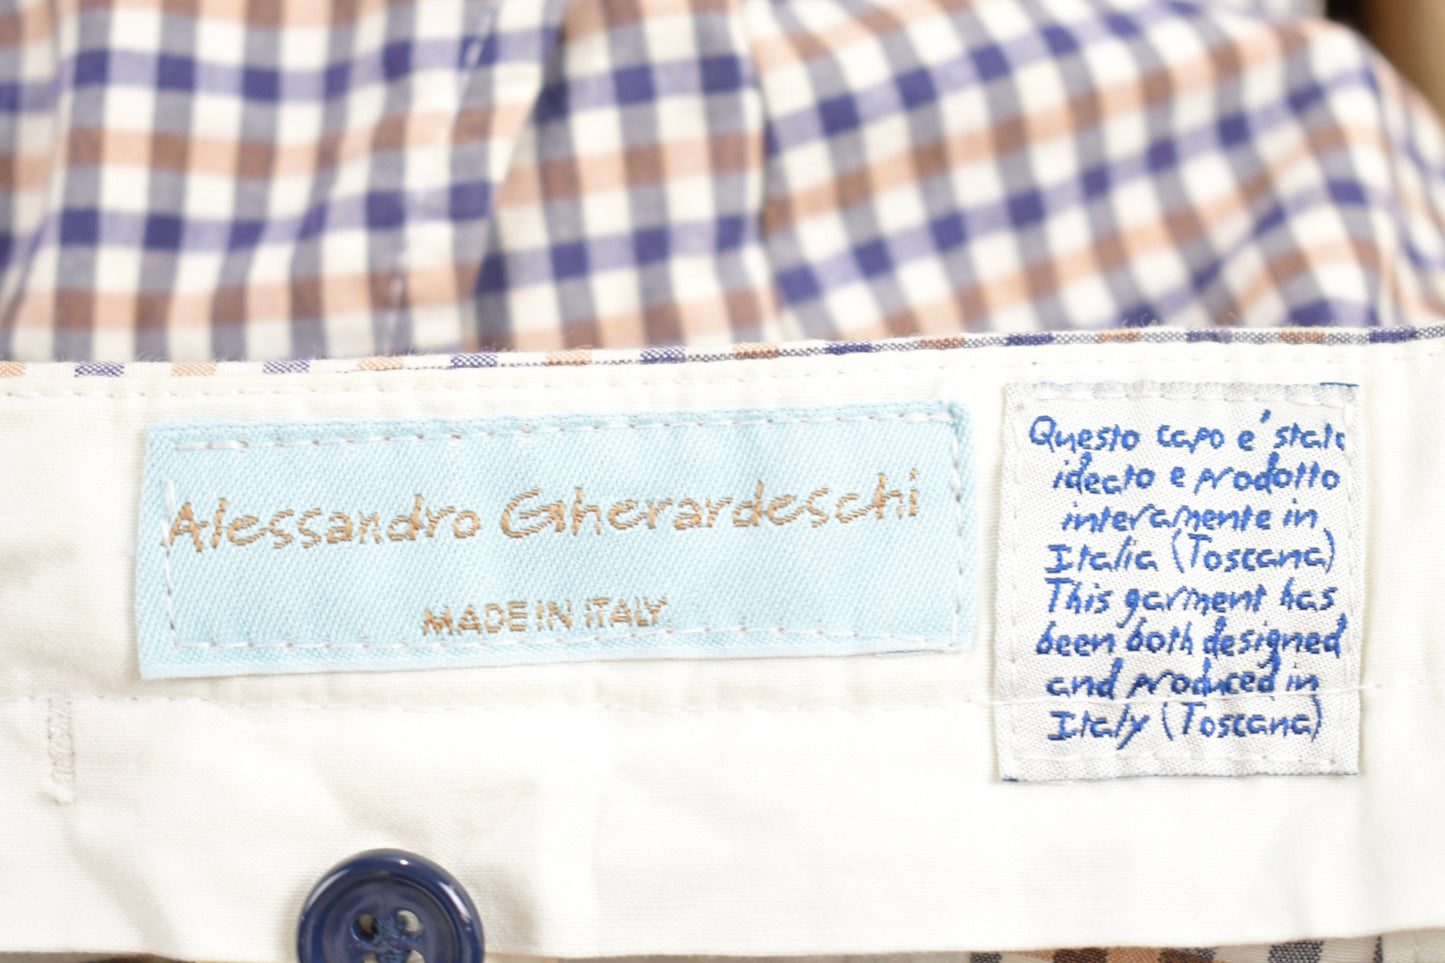 Alessandro Gherardeschi
MADE IN ITALY
Questo capo e' stato
ideato e prodotto
interamente in
Italia (Toscana)
This garment has
been both designed
and produced in
Italy (Toscana)